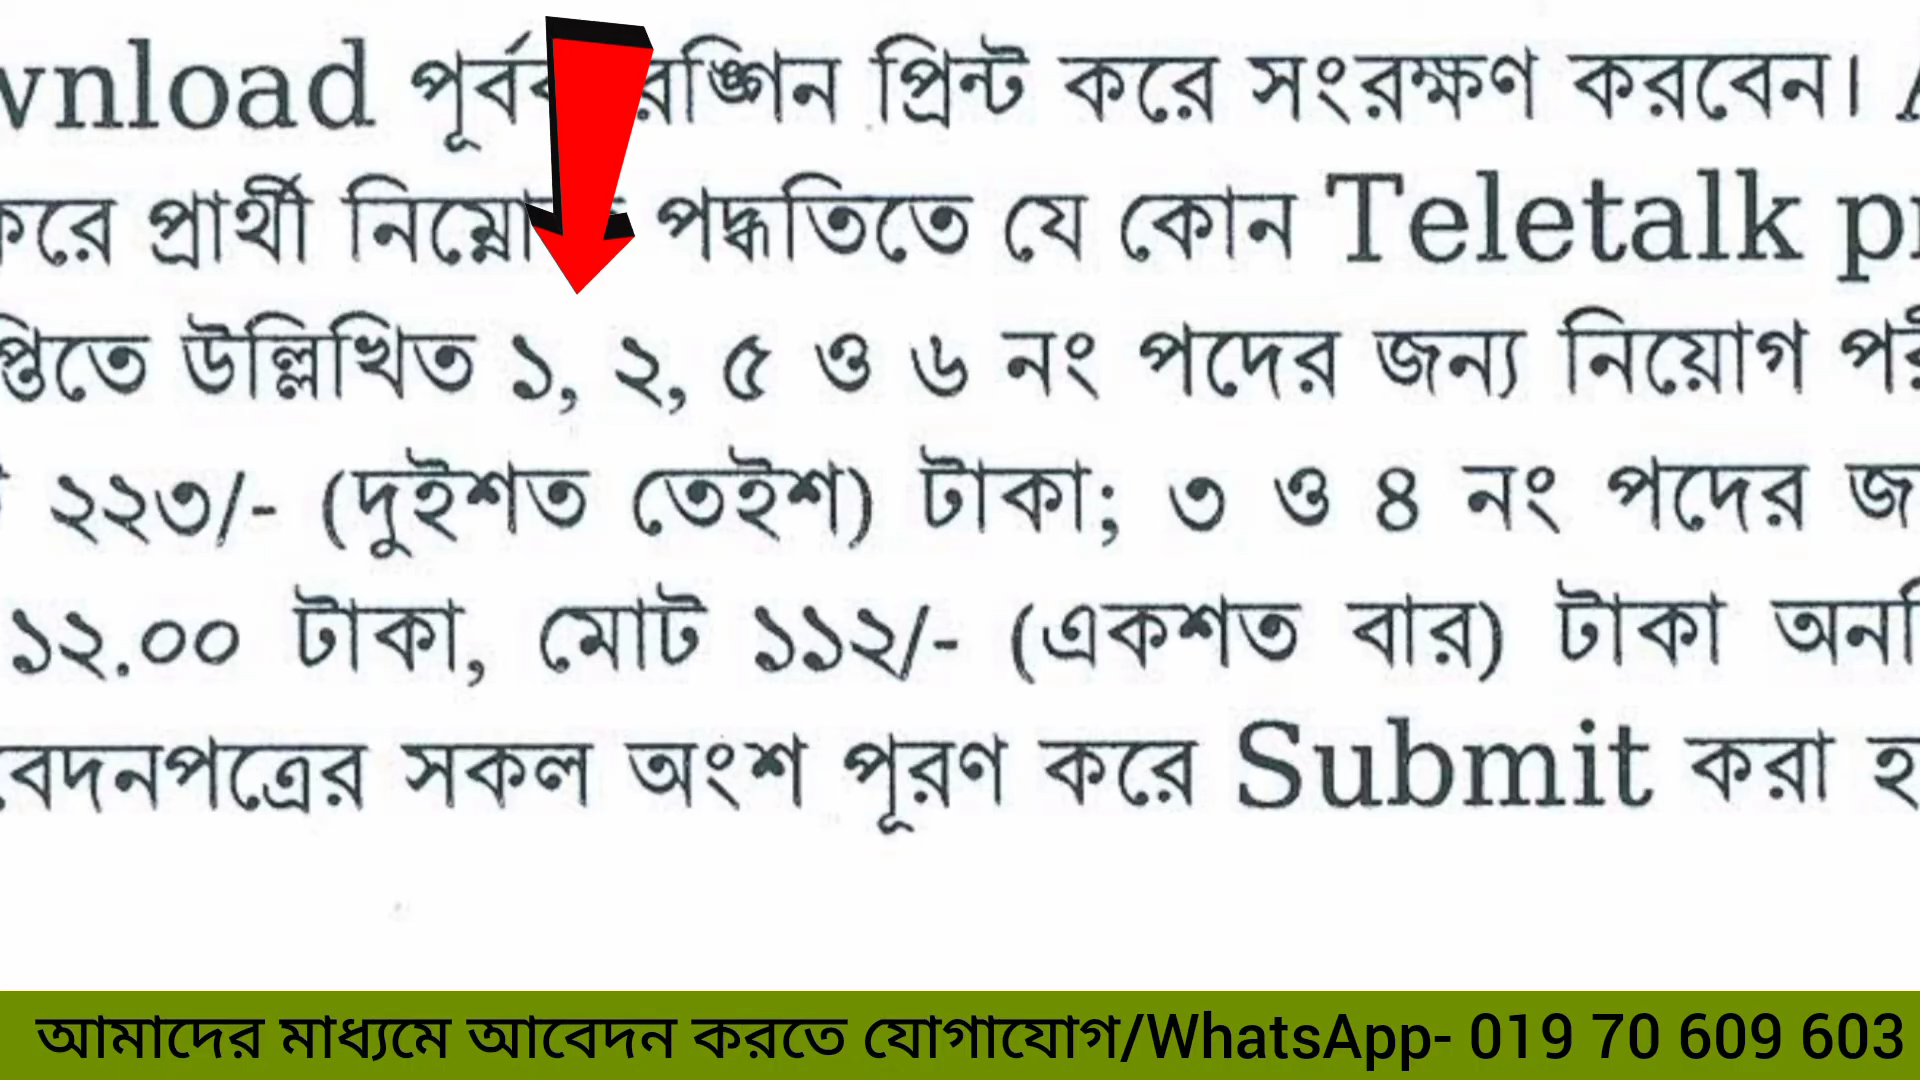 wnload পূর্বক রঙ্গিন প্রিন্ট করে সংরক্ষণ করবেন।
করে প্রার্থী পদ্ধতিতে যে কোন Teletalk
উল্লিখিত ১, ২, ৫ ও ৬ নং পদের জন্য নিয়োগ
২২৩/- (দুইশত তেইশ) টাকা; ৩ ও ৪ নং পদের
১২.০০ টাকা, মোট ১১২/- (একশত বার) টাকা
বেদনপত্রের সকল অংশ পূরণ করে Submit করা
আমাদের মাধ্যমে আবেদন করতে যোগাযোগ/WhatsApp- 019 70 609 603